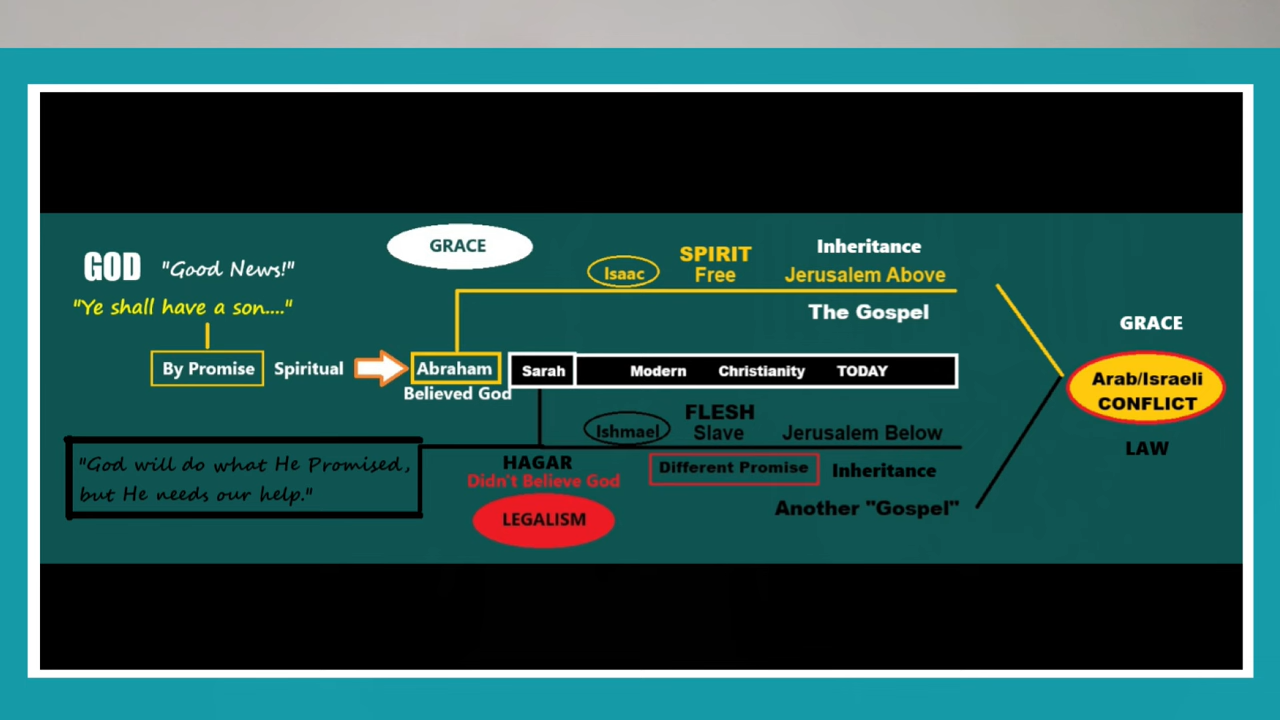 GRACE
GOD "Good News!"
"Ye shall have a son...."
By Promise Spiritual
Abraham
Believed God
Sarah Modern Christianity TODAY
Isaac
SPIRIT
Free
Inheritance
Jerusalem Above
The Gospel
"God will do what He Promised,
but He needs our help."
HAGAR
Didn't Believe God
LEGALISM
Ishmael
FLESH
Slave
Jerusalem Below
Different Promise
Inheritance
Another "Gospel"
GRACE
Arab/Israeli
CONFLICT
LAW